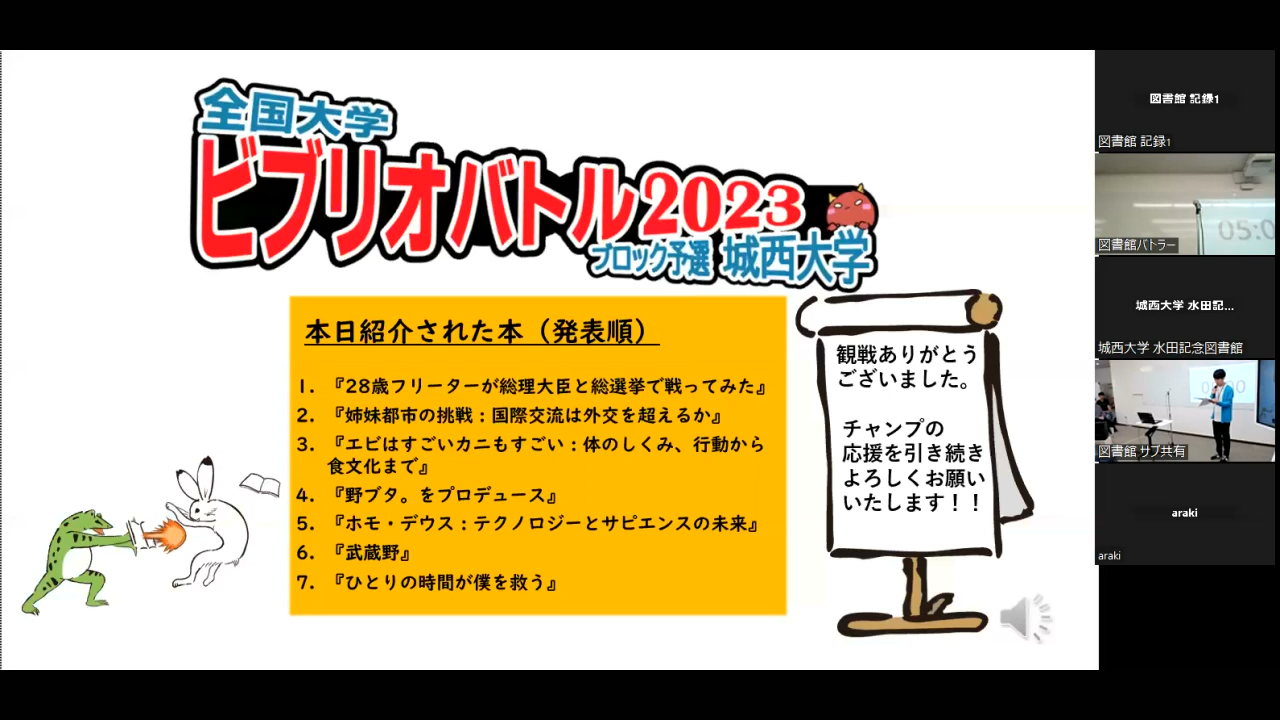 全国大学
ビブリオバトル2023
ブロック予選 城西大学
本日紹介された本（発表順）
1. 『28歳フリーターが総理大臣と総選挙で戦ってみた』
2. 『姉妹都市の挑戦：国際交流は外交を超えるか』
3. 『エビはすごいカニもすごい：体のしくみ、行動から
食文化まで』
4. 『野ブタ。をプロデュース』
5. 『ホモ・デウス：テクノロジーとサピエンスの未来』
6. 『武蔵野』
7. 『ひとりの時間が僕を救う』
観戦ありがとう
ございました。
チャンプの
応援を引き続き
よろしくお願い
いたします！！
図書館 記録1
図書館 記録1
05:0
図書館バトラー
城西大学 水田記...
城西大学 水田記念図書館
図書館 サブ共有
araki
araki